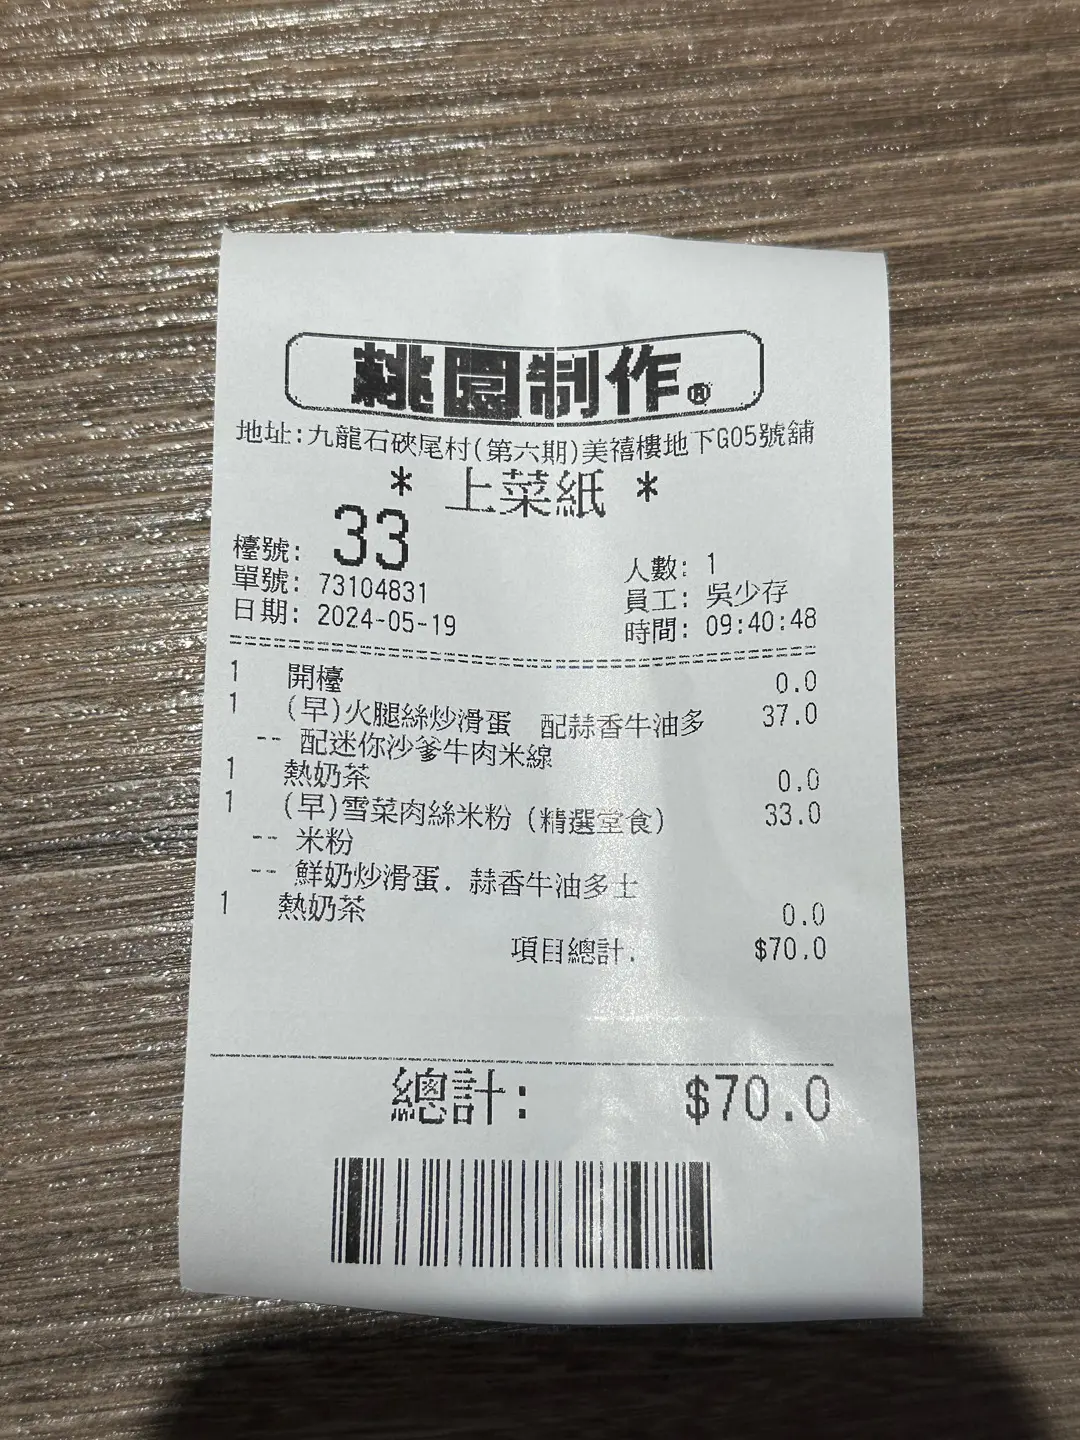 桃園制作®
地址:九龍石硤尾村(第六期)美禧樓地下G05號舖
* 上菜紙 *
檯號: 33 人數: 1
單號: 73104831 員工: 吳少存
日期: 2024-05-19 時間: 09:40:48
1 開檯 0.0
1 (早)火腿絲炒滑蛋 配蒜香牛油多 37.0
-- 配迷你沙爹牛肉米線
1 熱奶茶 0.0
1 (早)雪菜肉絲米粉 (精選堂食) 33.0
-- 米粉
-- 鮮奶炒滑蛋. 蒜香牛油多士
1 熱奶茶 0.0
項目總計. $70.0
總計: $70.0